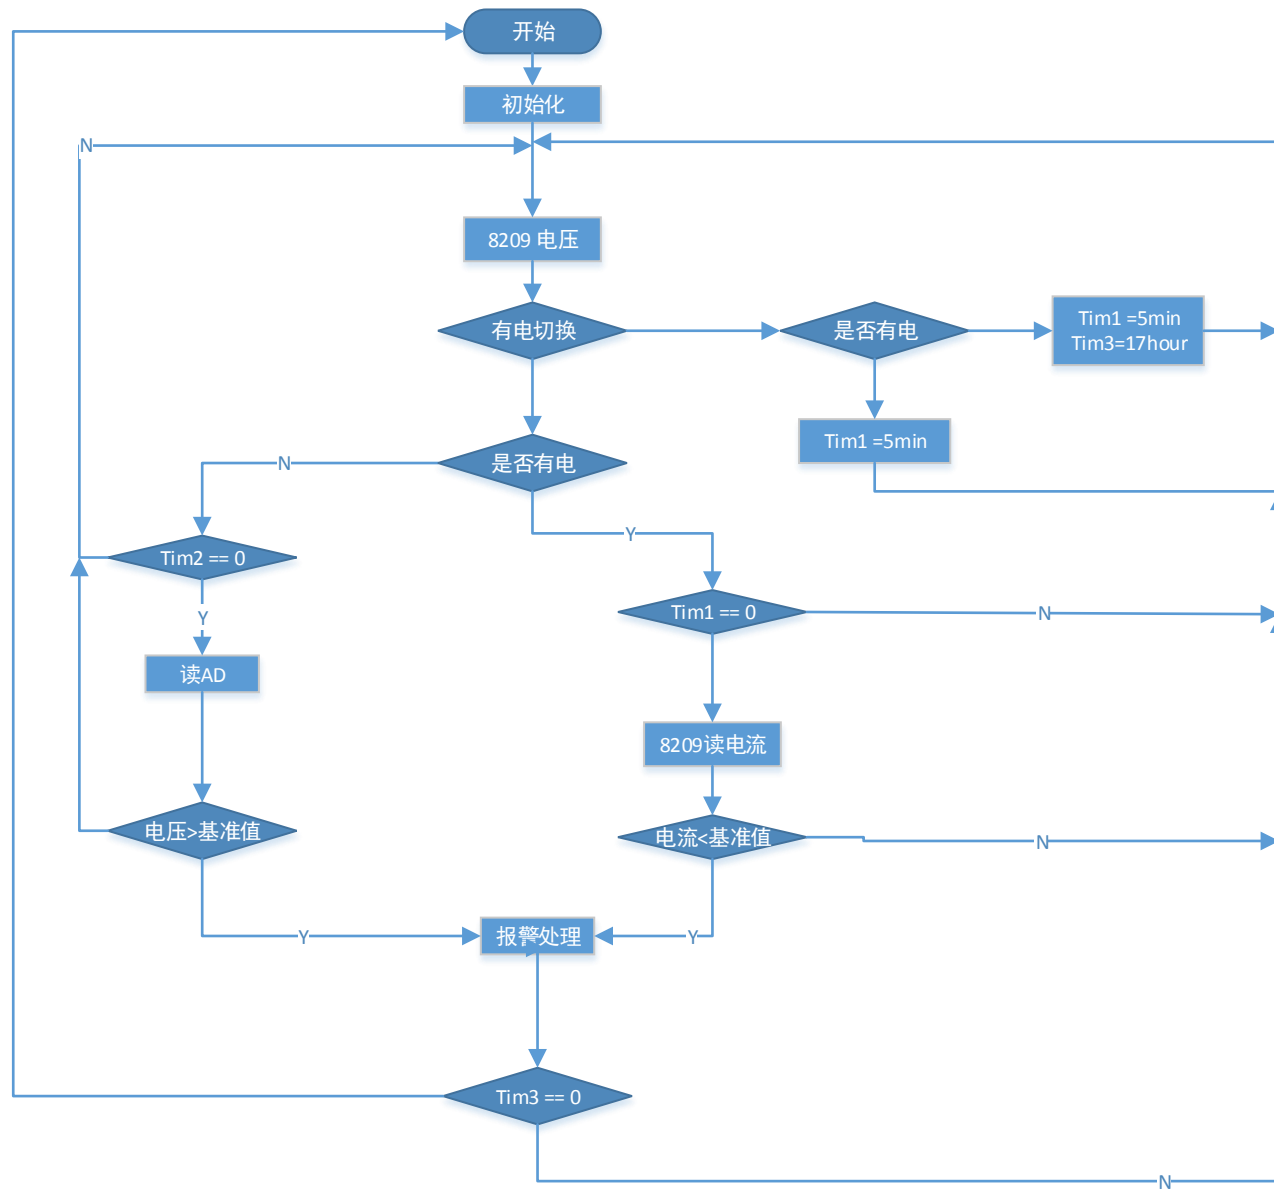 开始
初始化
N
8209 电压
有电切换
是否有电
Tim1 =5min
Tim3=17hour
Tim1 =5min
是否有电
N
Y
Tim2 == 0
Tim1 == 0
N
Y
读AD
8209读电流
电压>基准值
电流<基准值
N
Y
报警处理
Y
Tim3 == 0
N